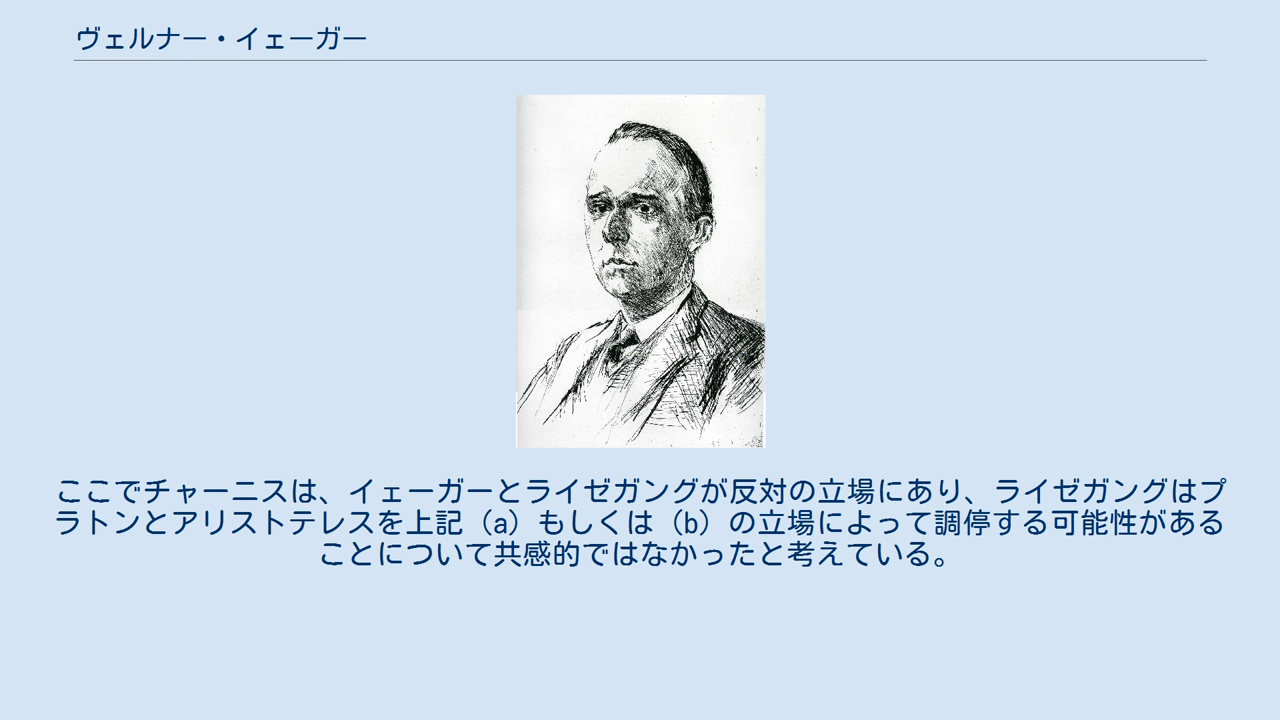 ヴェルナー・イェーガー
ここでチャーニスは、イェーガーとライゼガングが反対の立場にあり、ライゼガングはプ
ラトンとアリストテレスを上記（a）もしくは（b）の立場によって調停する可能性がある
ことについて共感的ではなかったと考えている。